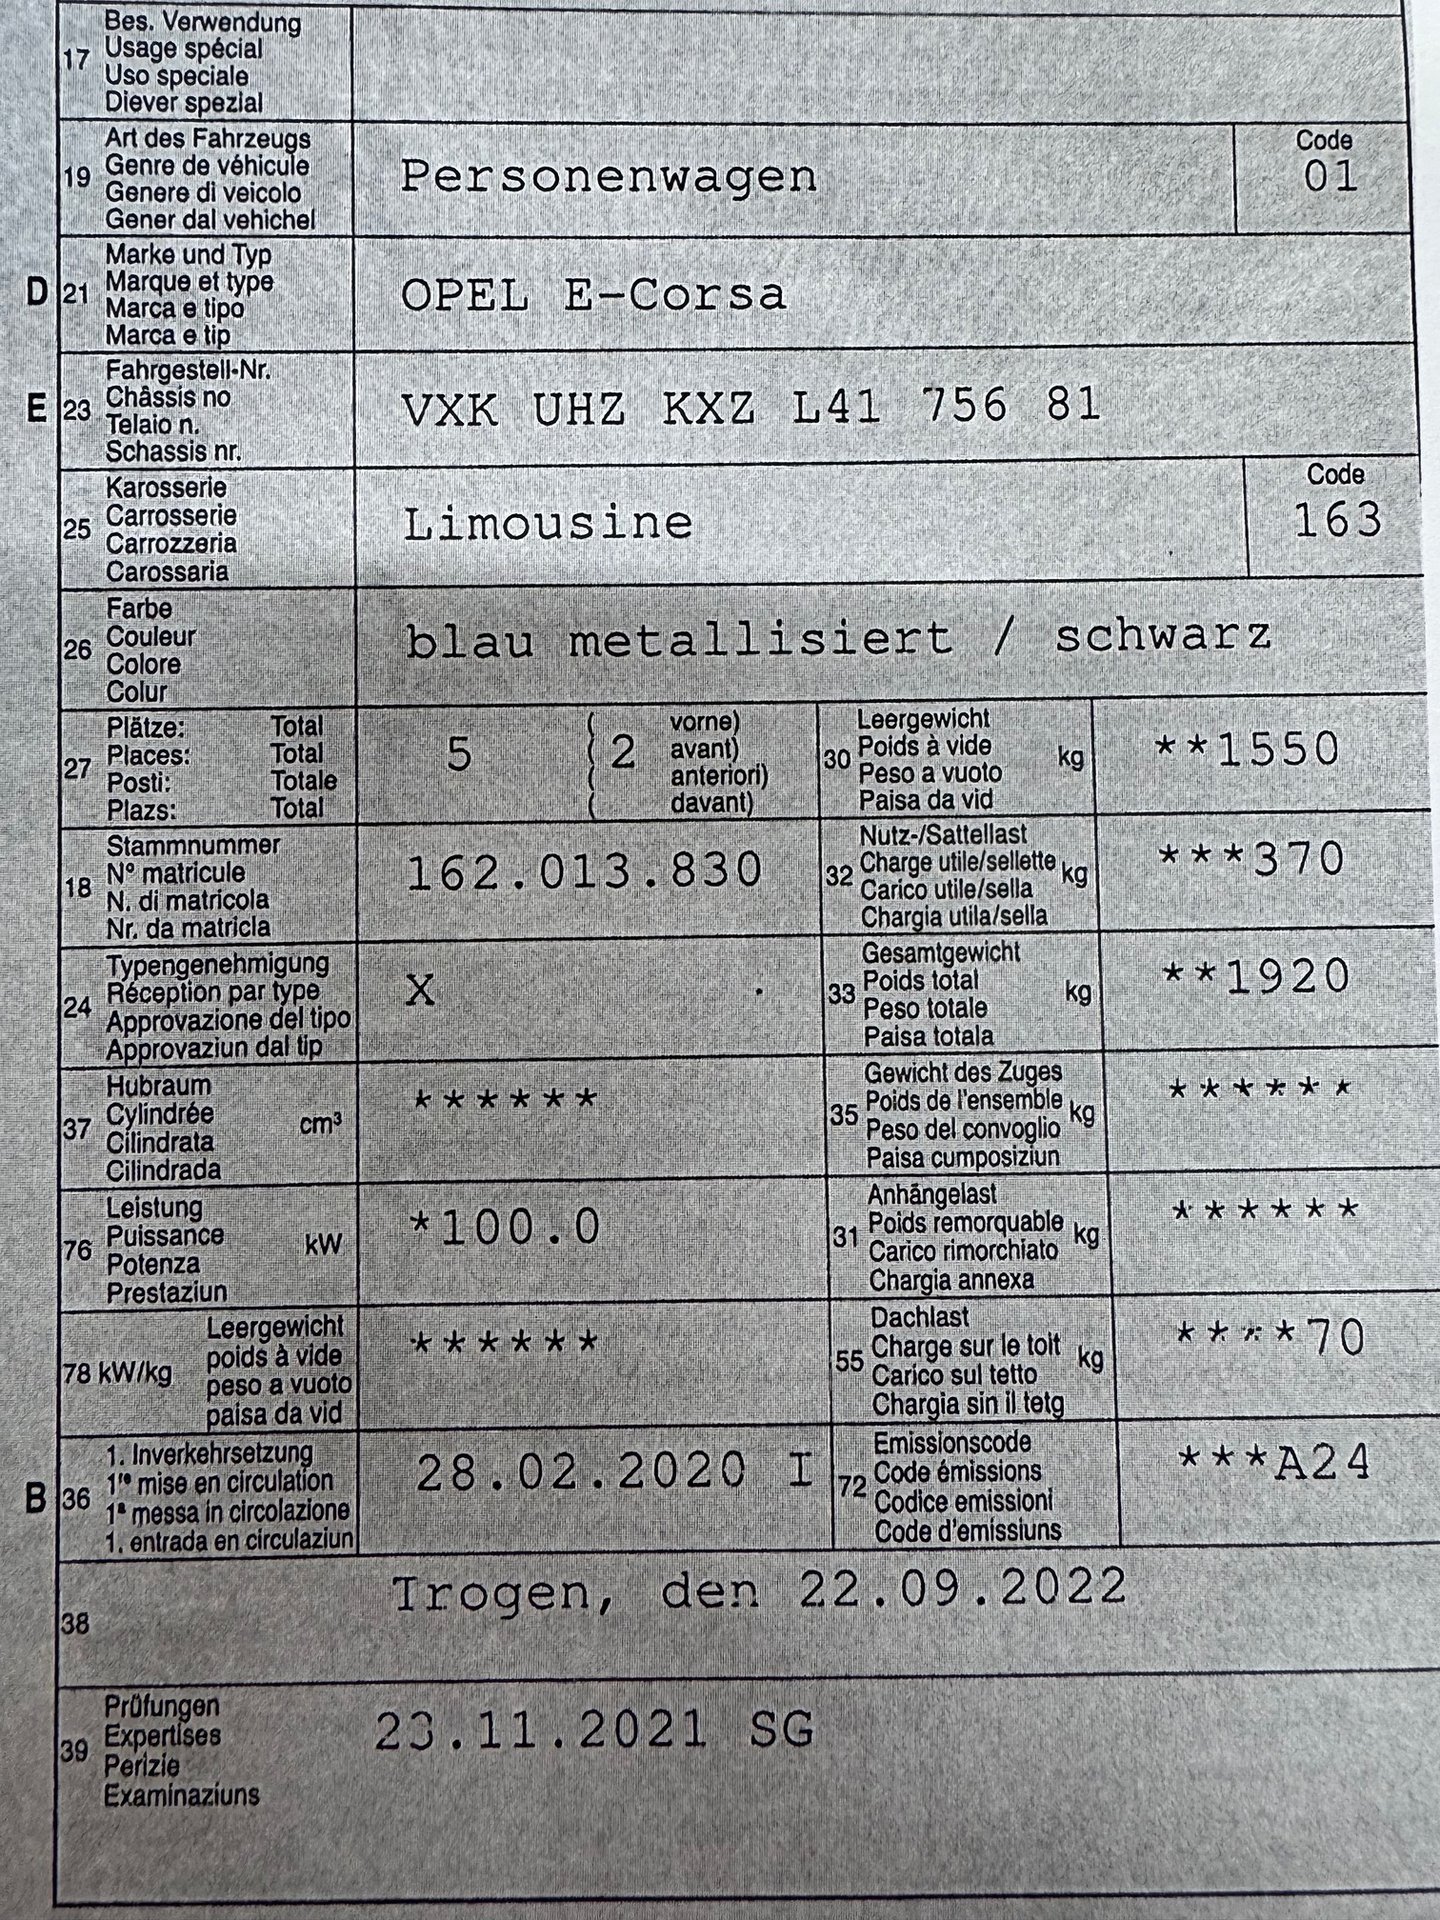 17 Bes. Verwendung
Usage spécial
Uso speciale
Diever spezial
19 Art des Fahrzeugs
Genre de véhicule
Genere di veicolo
Gener dal vehichel
Personenwagen
Code
01
D 21 Marke und Typ
Marque et type
Marca e tipo
Marca e tip
OPEL E-Corsa
E 23 Fahrgestell-Nr.
Châssis no
Telaio n.
Schassis nr.
VXK UHZ KXZ L41 756 81
25 Karosserie
Carrosserie
Carrozzeria
Carossaria
Limousine
Code
163
26 Farbe
Couleur
Colore
Colur
blau metallisiert / schwarz
27 Plätze: Total
Places: Total
Posti: Totale
Plazs: Total
5 ( 2 vorne)
( avant)
( anteriori)
( davant)
30 Leergewicht
Poids à vide kg
Peso a vuoto
Paisa da vid
**1550
18 Stammnummer
N° matricule
N. di matricola
Nr. da matricla
162.013.830
32 Nutz-/Sattellast
Charge utile/sellette kg
Carico utile/sella
Chargia utila/sella
***370
24 Typengenehmigung
Réception par type
Approvazione del tipo
Approvaziun dal tip
X
33 Gesamtgewicht
Poids total kg
Peso totale
Paisa totala
**1920
37 Hubraum
Cylindrée cm³
Cilindrata
Cilindrada
******
35 Gewicht des Zuges
Poids de l'ensemble kg
Peso del convoglio
Paisa cumposiziun
******
76 Leistung
Puissance kW
Potenza
Prestaziun
*100.0
31 Anhängelast
Poids remorquable kg
Carico rimorchiato
Chargia annexa
******
78 kW/kg Leergewicht
poids à vide
peso a vuoto
paisa da vid
******
55 Dachlast
Charge sur le toit kg
Carico sul tetto
Chargia sin il tetg
****70
B 36 1. Inverkehrsetzung
1re mise en circulation
1a messa in circolazione
1. entrada en circulaziun
28.02.2020 I
72 Emissionscode
Code émissions
Codice emissioni
Code d'emissiuns
***A24
38 Trogen, den 22.09.2022
39 Prüfungen
Expertises
Perizie
Examinaziuns
23.11.2021 SG